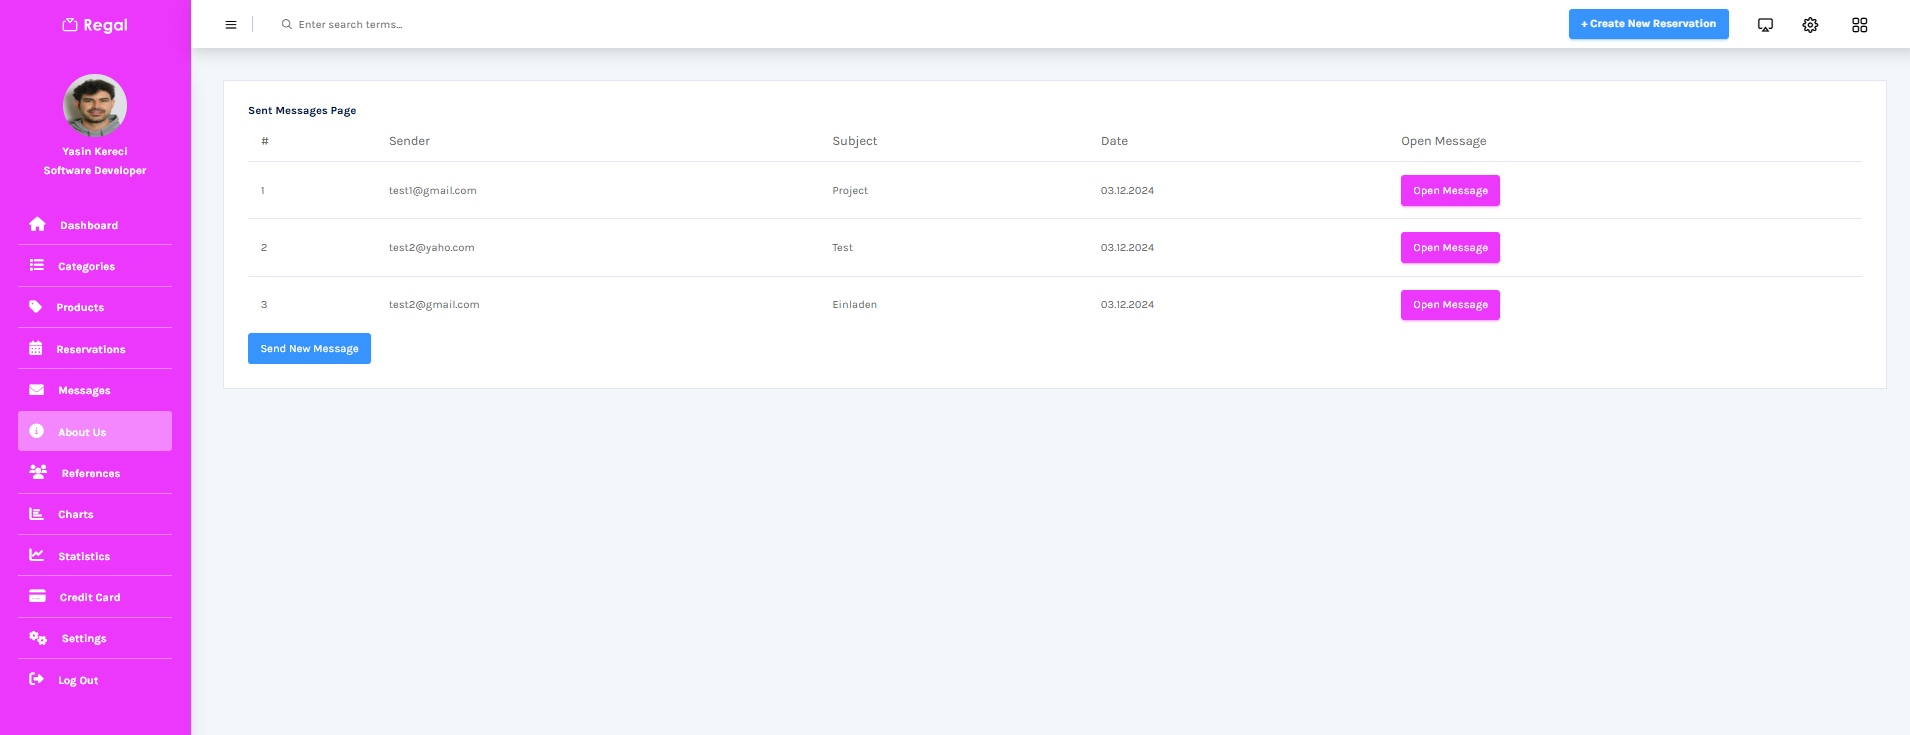 Regal
Yasin Kereci
Software Developer
Dashboard
Categories
Products
Reservations
Messages
About Us
References
Charts
Statistics
Credit Card
Settings
Log Out
Enter search terms...
+ Create New Reservation
Sent Messages Page
# Sender Subject Date Open Message
1 test1@gmail.com Project 03.12.2024 Open Message
2 test2@yaho.com Test 03.12.2024 Open Message
3 test2@gmail.com Einladen 03.12.2024 Open Message
Send New Message